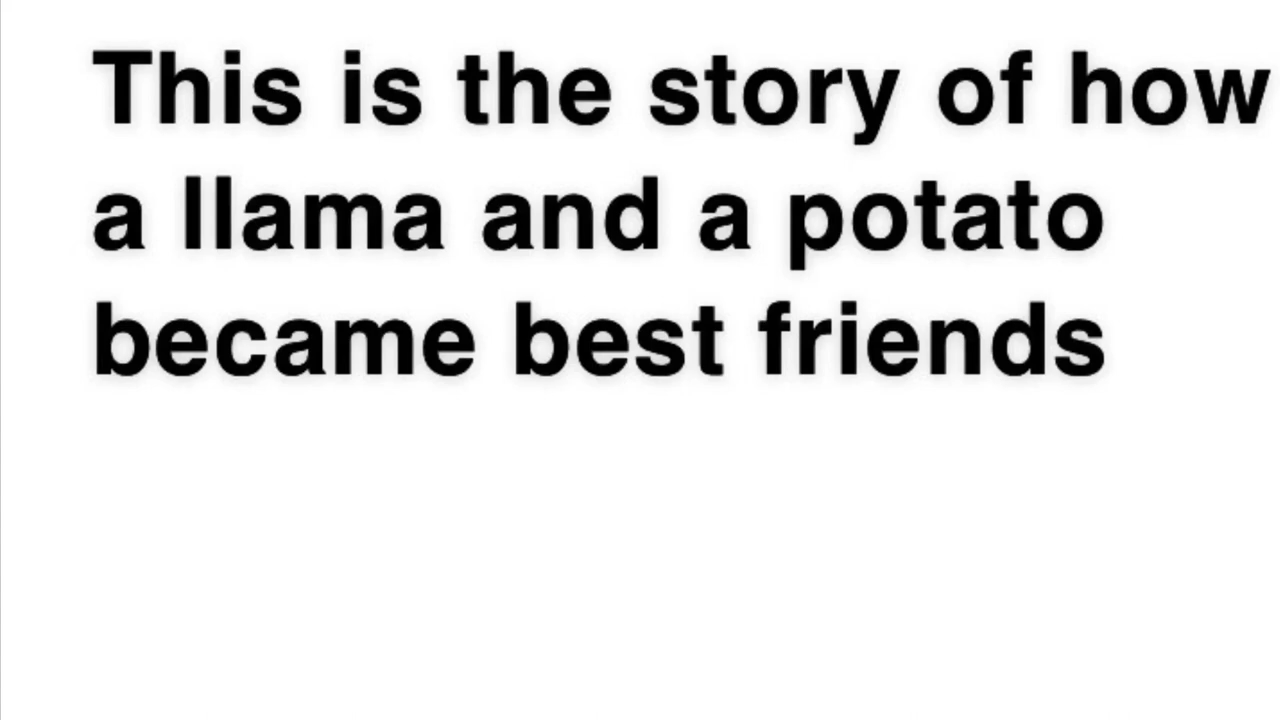 This is the story of how
a llama and a potato
became best friends